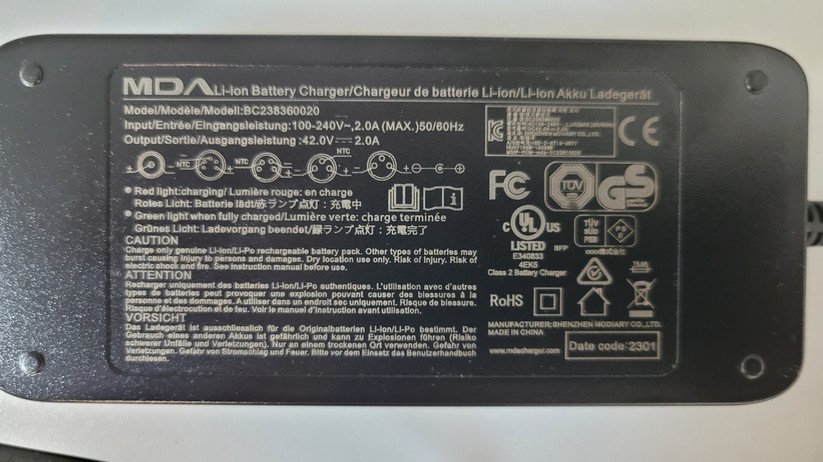 MDA Li-ion Battery Charger/Chargeur de batterie Li-ion/Li-ion Akku Ladegerät
Model/Modèle/Modell:BC238360020
Input/Entrée/Eingangsleistung:100-240V~,2.0A (MAX.)50/60Hz
Output/Sortie/Ausgangsleistung:42.0V⎓2.0A
NTC NTC
Red light:charging/ Lumière rouge: en charge
Rotes Licht: Batterie lädt/赤ランプ点灯：充電中
Green light when fully charged/Lumière verte: charge terminée
Grünes Licht: Ladevorgang beendet/緑ランプ点灯：充電完了
CAUTION
Charge only genuine Li-Ion/Li-Po rechargeable battery pack. Other types of batteries may
burst causing injury to persons and damages. Dry location use only. Risk of injury. Risk of
electric shock and fire. See instruction manual before use.
ATTENTION
Recharger uniquement des batteries Li-Ion/Li-Po authentiques. L'utilisation avec d'autres
types de batteries peut provoquer une explosion pouvant causer des blessures à la
personne et des dommages. A utiliser dans un endroit sec uniquement. Risque de blessure.
Risque d'électrocution et de feu. Voir le manuel d'instruction avant utilisation.
VORSICHT
Das Ladegerät ist ausschliesslich für die Originalbatterien Li-Ion/Li-Po bestimmt. Der
Gebrauch eines anderen Akkus ist gefährlich und kann zu Explosionen führen (Risiko
schwerer Unfälle und Verletzungen). Nur an einem trockenen Ort verwenden. Gefahr von
Verletzungen. Gefahr von Stromschlag und Feuer. Bitte vor dem Einsatz das Benutzerhandbuch
durchlesen.
CE
FC
TÜV
GS
c UL US
LISTED
E340833
4EK5
Class 2 Battery Charger
TÜV
SUD
PSB
PS
E
RoHS
MANUFACTURER:SHENZHEN MODIARY CO.,LTD.
MADE IN CHINA
www.mdacharger.com
Date code:2301